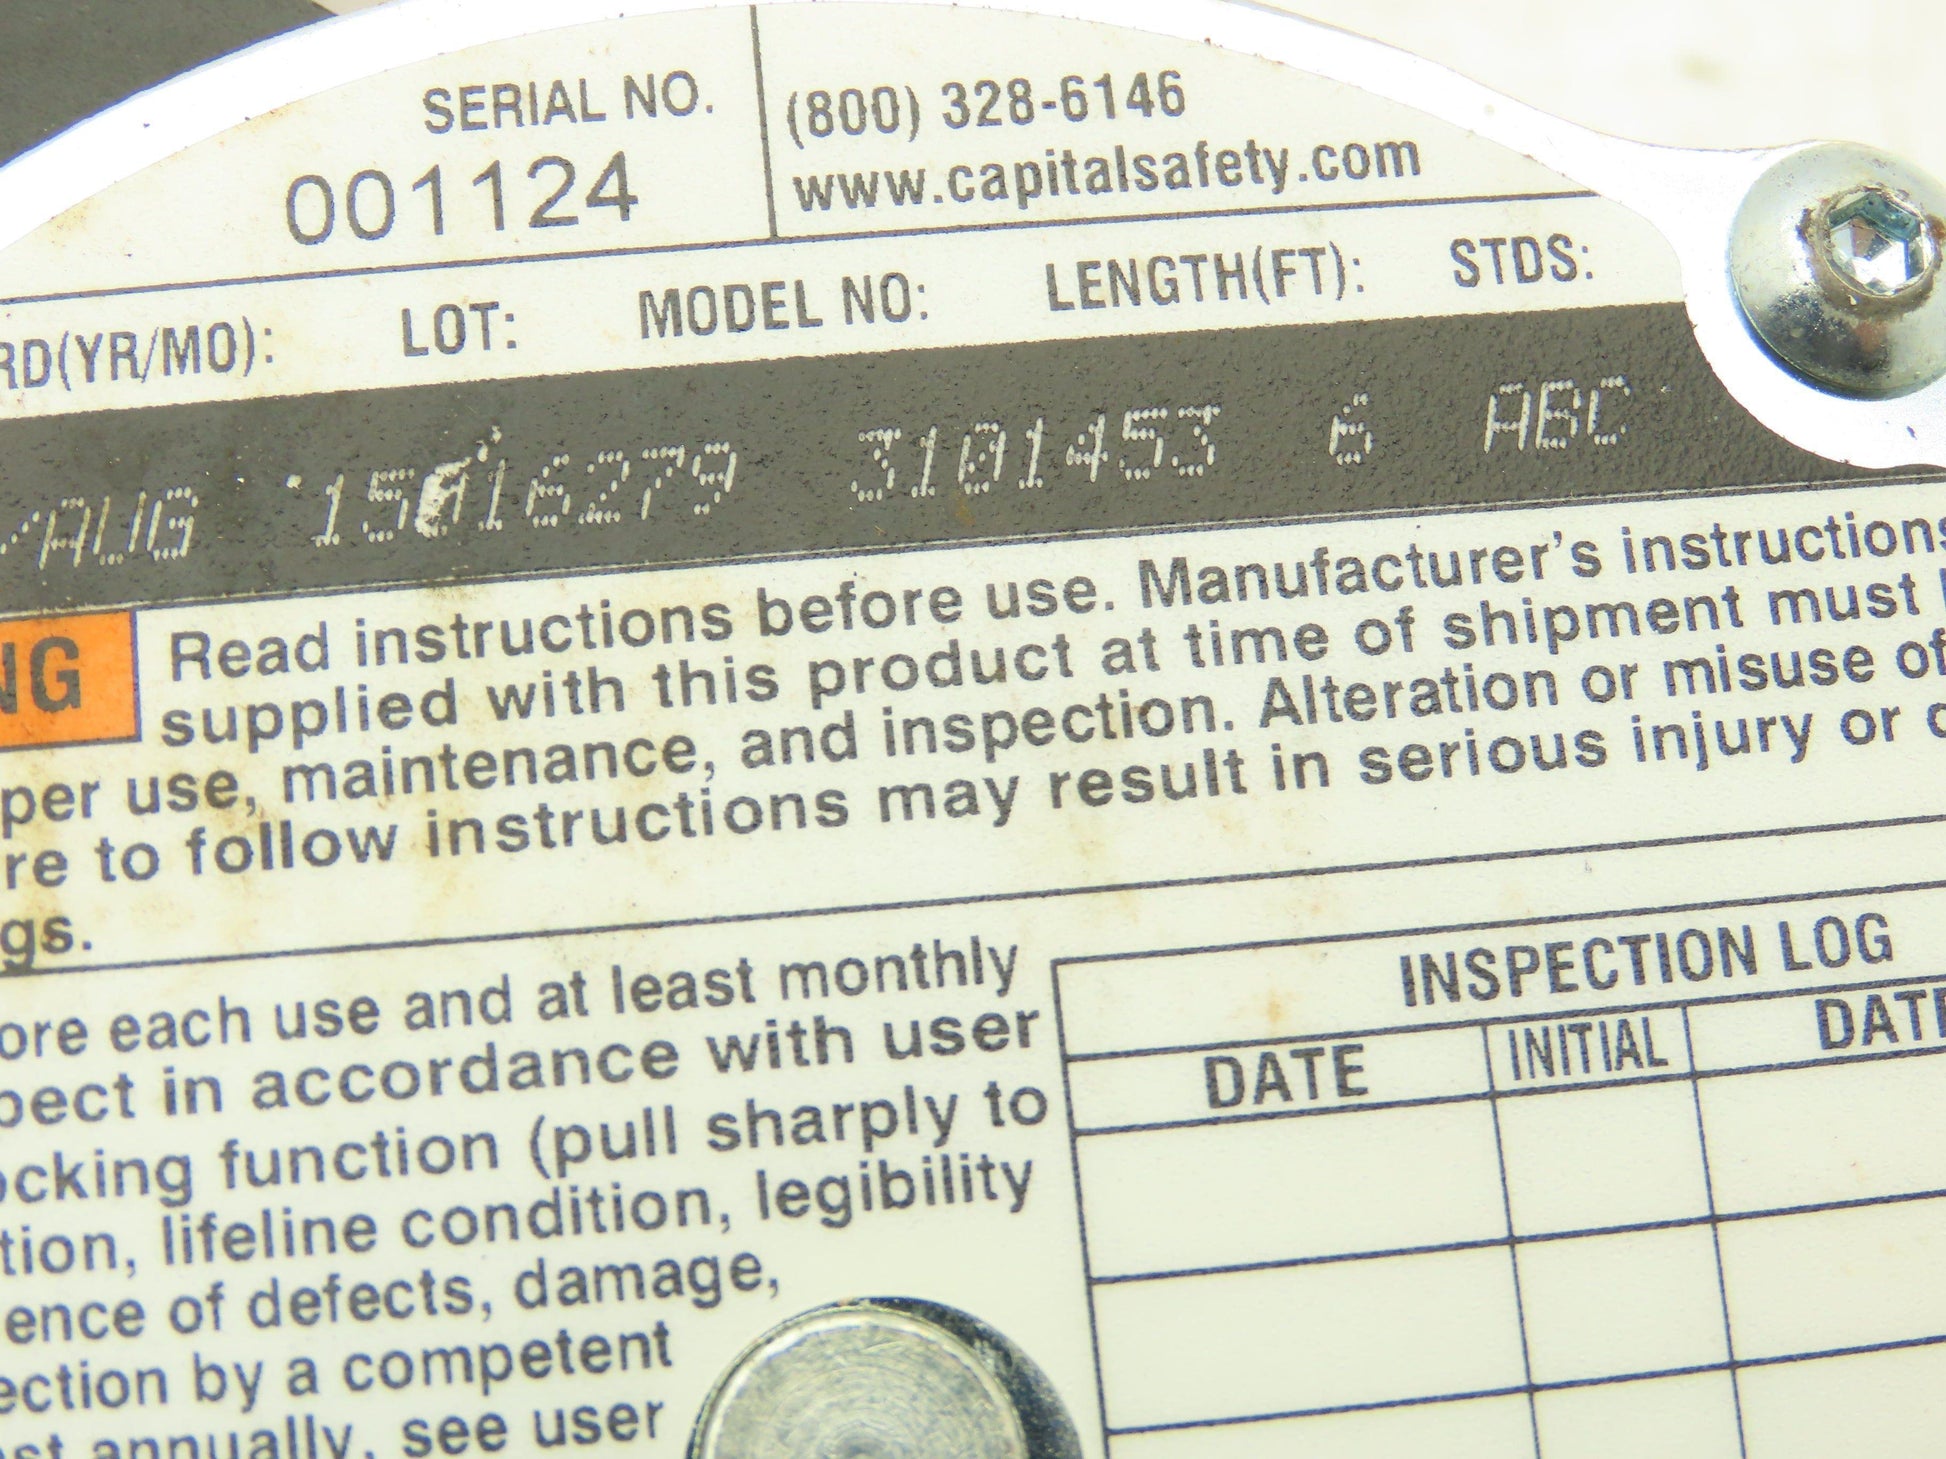 SERIAL NO.
001124
(800) 328-6146
www.capitalsafety.com
RD(YR/MO): LOT: MODEL NO: LENGTH(FT): STDS:
/AUG 15016279 3101453 6 ABC
NG
Read instructions before use. Manufacturer's instructions
supplied with this product at time of shipment must
per use, maintenance, and inspection. Alteration or misuse of
re to follow instructions may result in serious injury or
gs.
ore each use and at least monthly
pect in accordance with user
ocking function (pull sharply to
tion, lifeline condition, legibility
ence of defects, damage,
ection by a competent
st annually, see user
INSPECTION LOG
DATE INITIAL DATE